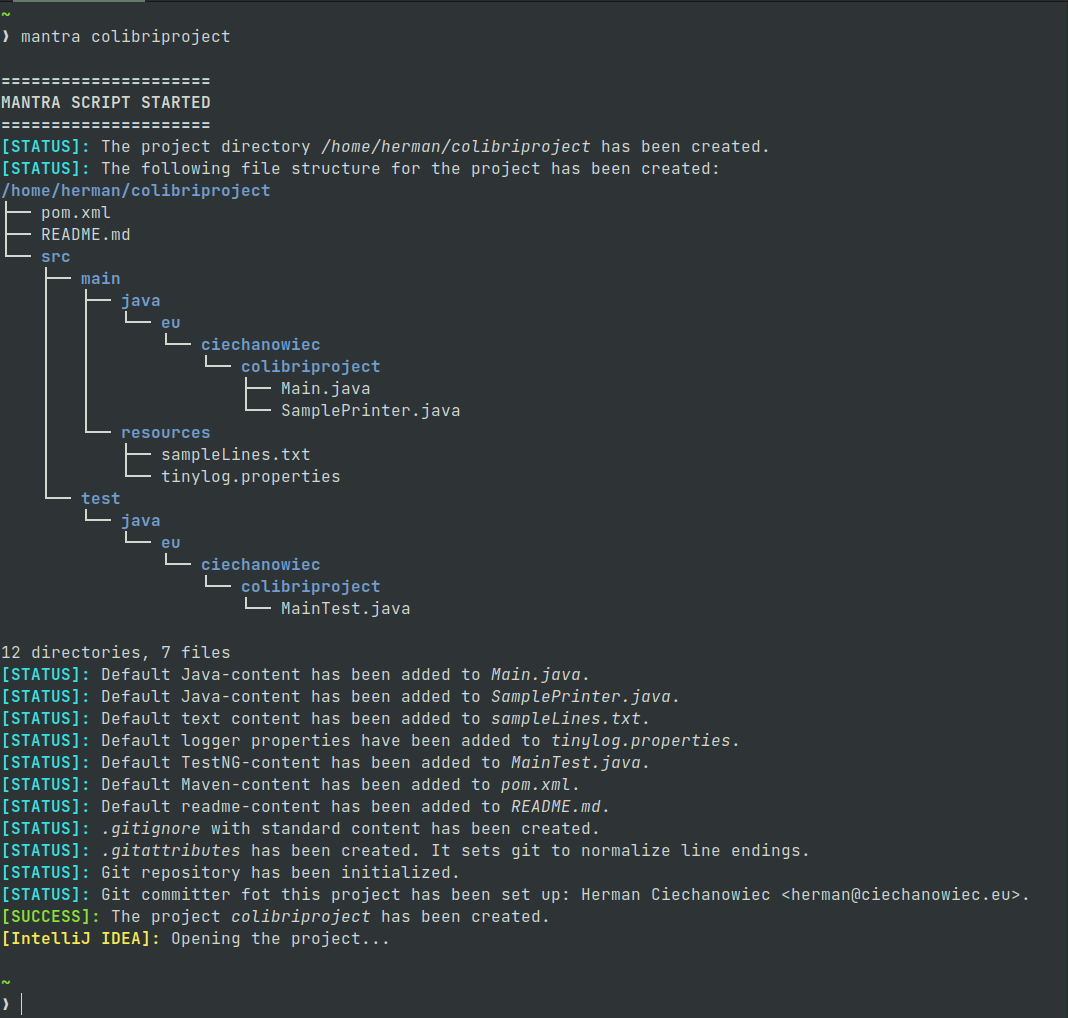 ~
❯ mantra colibriproject
=====================
MANTRA SCRIPT STARTED
=====================
[STATUS]: The project directory /home/herman/colibriproject has been created.
[STATUS]: The following file structure for the project has been created:
/home/herman/colibriproject
├── pom.xml
├── README.md
└── src
    ├── main
    │   ├── java
    │   │   └── eu
    │   │       └── ciechanowiec
    │   │           └── colibriproject
    │   │               ├── Main.java
    │   │               └── SamplePrinter.java
    │   └── resources
    │       ├── sampleLines.txt
    │       └── tinylog.properties
    └── test
        └── java
            └── eu
                └── ciechanowiec
                    └── colibriproject
                        └── MainTest.java
12 directories, 7 files
[STATUS]: Default Java-content has been added to Main.java.
[STATUS]: Default Java-content has been added to SamplePrinter.java.
[STATUS]: Default text content has been added to sampleLines.txt.
[STATUS]: Default logger properties have been added to tinylog.properties.
[STATUS]: Default TestNG-content has been added to MainTest.java.
[STATUS]: Default Maven-content has been added to pom.xml.
[STATUS]: Default readme-content has been added to README.md.
[STATUS]: .gitignore with standard content has been created.
[STATUS]: .gitattributes has been created. It sets git to normalize line endings.
[STATUS]: Git repository has been initialized.
[STATUS]: Git committer fot this project has been set up: Herman Ciechanowiec <herman@ciechanowiec.eu>.
[SUCCESS]: The project colibriproject has been created.
[IntelliJ IDEA]: Opening the project...
~
❯